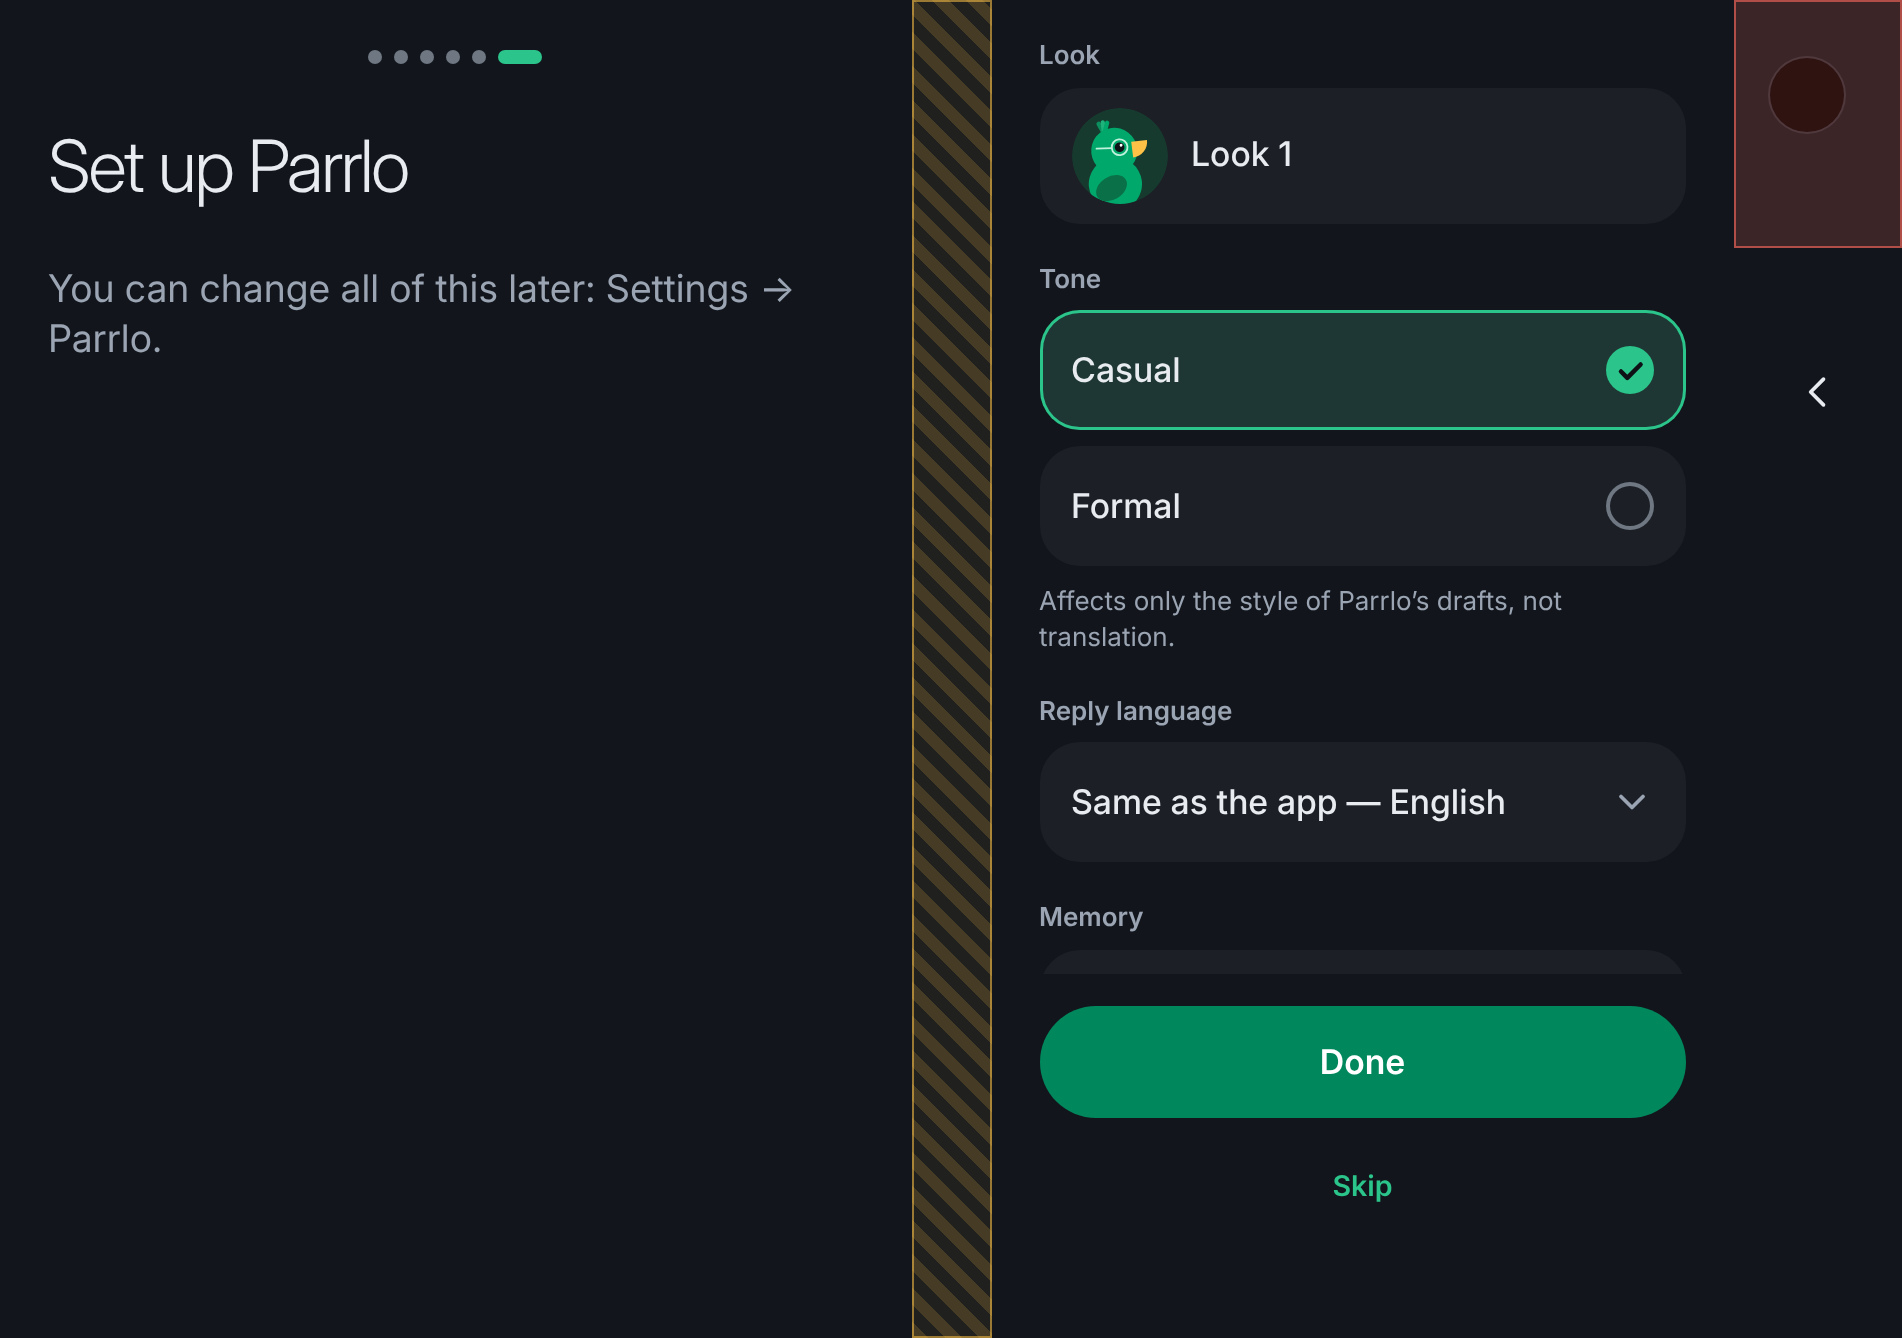 Set up Parrlo
You can change all of this later: Settings →
Parrlo.
Look
Look 1
Tone
Casual
Formal
Affects only the style of Parrlo’s drafts, not
translation.
Reply language
Same as the app — English
Memory
Done
Skip